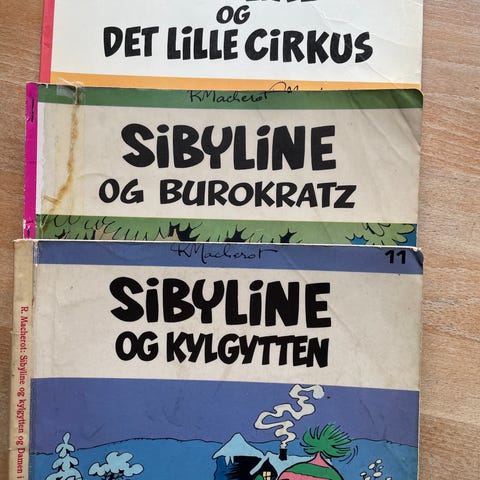 OG
DET LILLE CIRKUS
R. Macherot
SIBYLINE
OG BUROKRATZ
R. Macherot
11
SIBYLINE
OG KYLGYTTEN
R. Macherot: Sibyline og kylgytten og Damen i